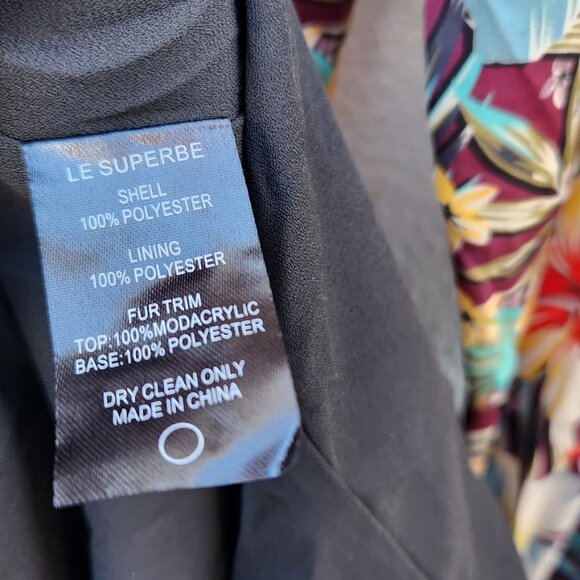 LE SUPERBE
SHELL
100% POLYESTER
LINING
100% POLYESTER
FUR TRIM
TOP:100%MODACRYLIC
BASE:100% POLYESTER
DRY CLEAN ONLY
MADE IN CHINA